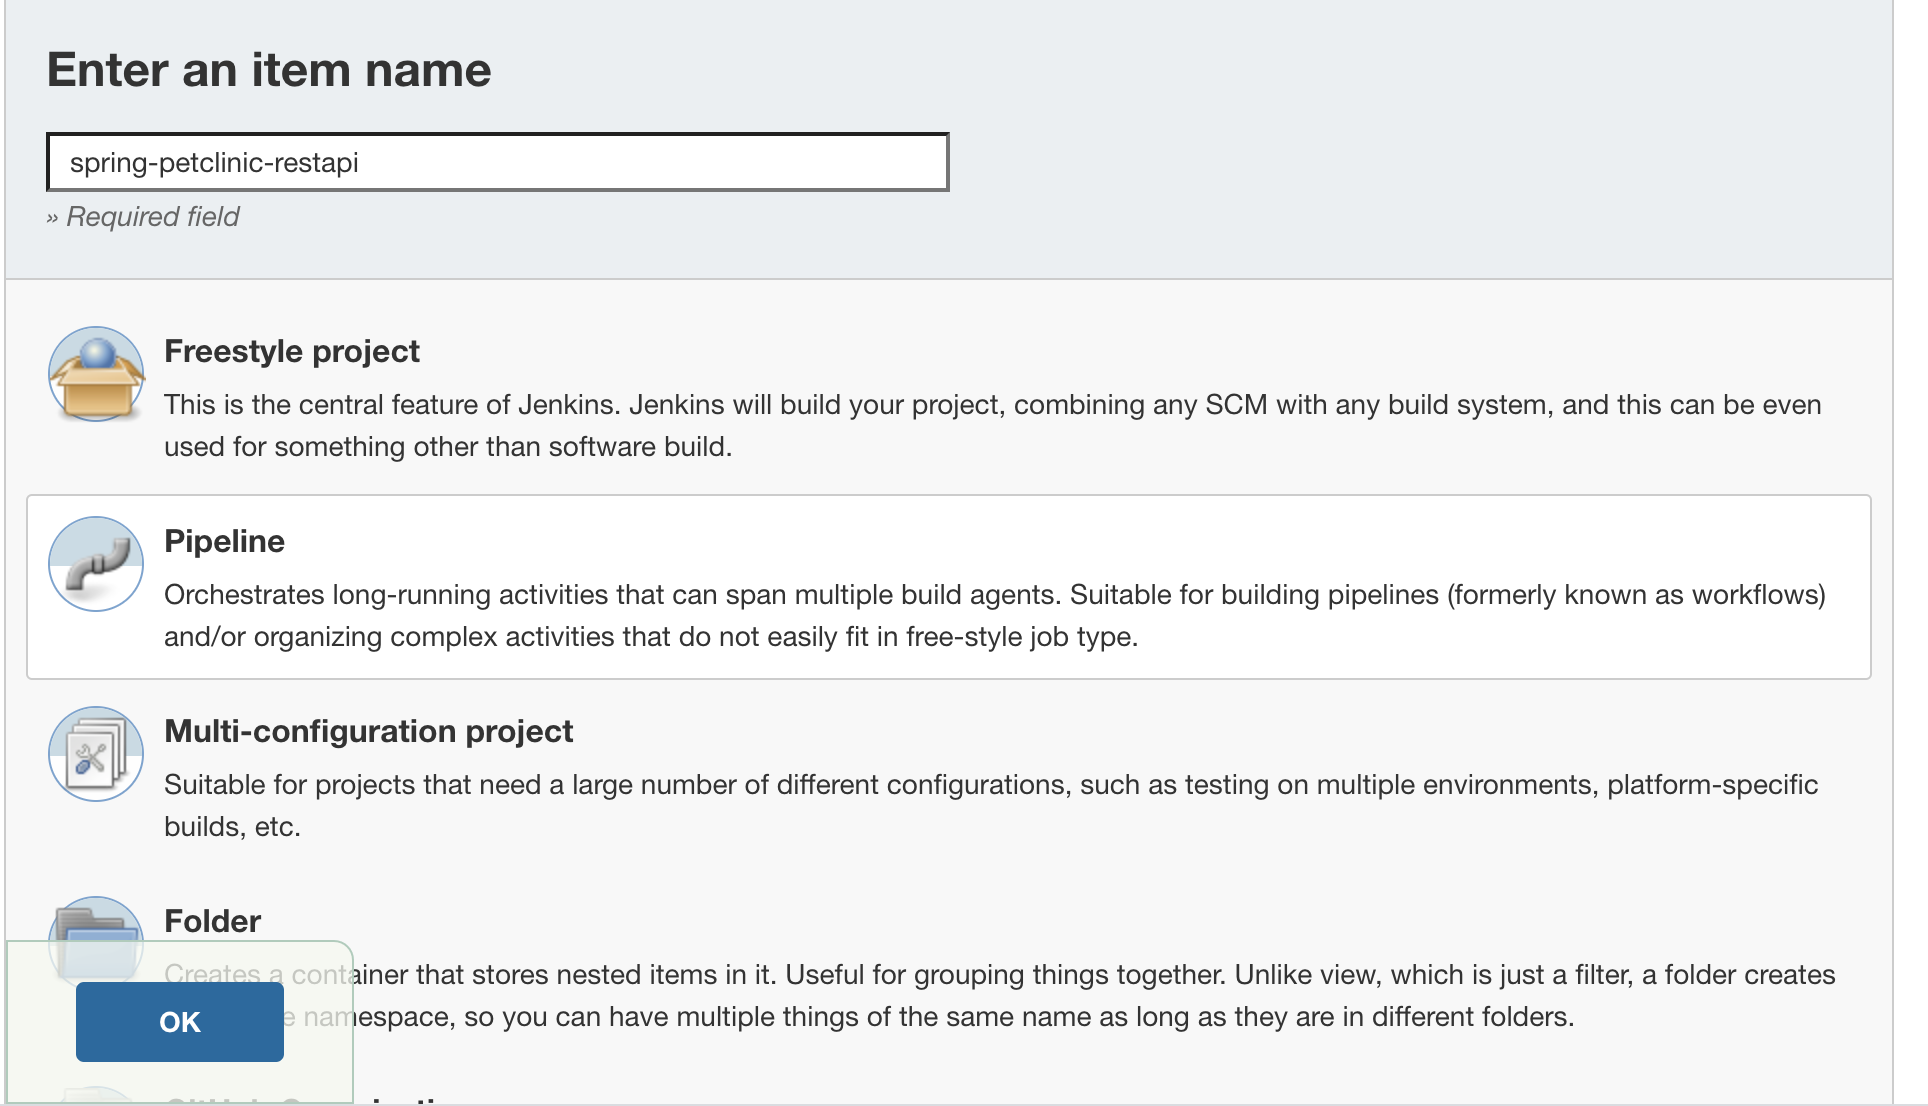 Enter an item name
spring-petclinic-restapi
» Required field
Freestyle project
This is the central feature of Jenkins. Jenkins will build your project, combining any SCM with any build system, and this can be even
used for something other than software build.
Pipeline
Orchestrates long-running activities that can span multiple build agents. Suitable for building pipelines (formerly known as workflows)
and/or organizing complex activities that do not easily fit in free-style job type.
Multi-configuration project
Suitable for projects that need a large number of different configurations, such as testing on multiple environments, platform-specific
builds, etc.
Folder
Creates a container that stores nested items in it. Useful for grouping things together. Unlike view, which is just a filter, a folder creates
namespace, so you can have multiple things of the same name as long as they are in different folders.
OK